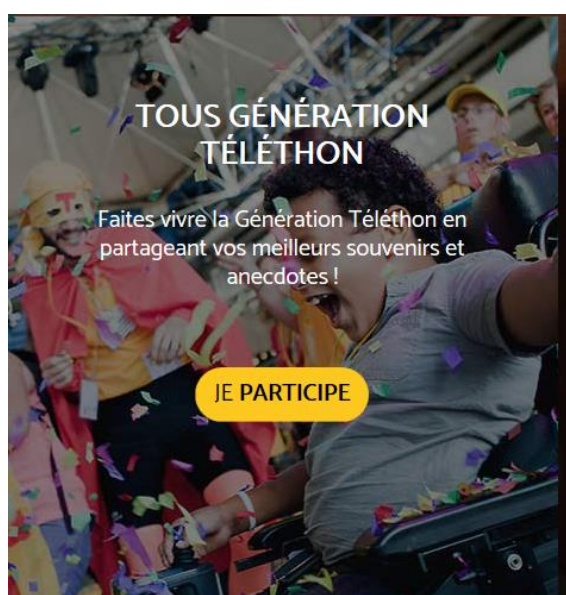 TOUS GÉNÉRATION
TÉLÉTHON
Faites vivre la Génération Téléthon en
partageant vos meilleurs souvenirs et
anecdotes !
JE PARTICIPE
T